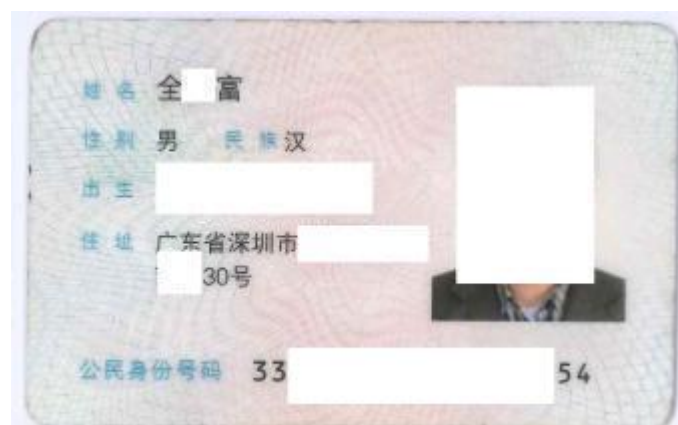 姓名 全 富
性别 男 民族 汉
出生
住址 广东省深圳市
30号
公民身份号码 33 54